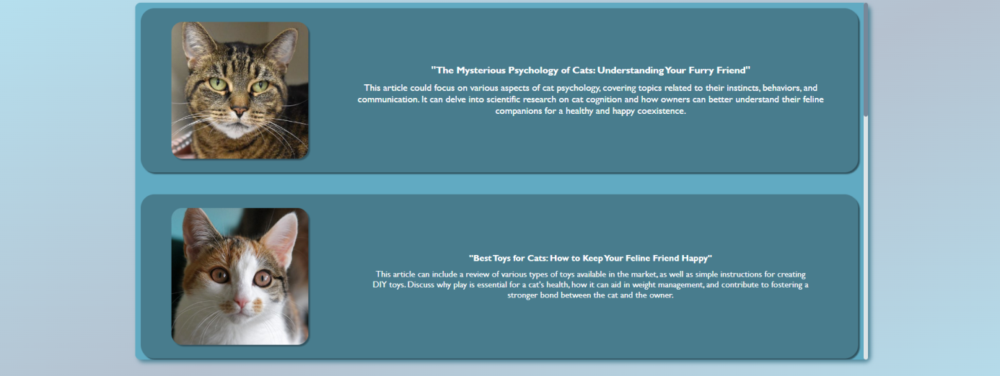 "The Mysterious Psychology of Cats: Understanding Your Furry Friend"
This article could focus on various aspects of cat psychology, covering topics related to their instincts, behaviors, and
communication. It can delve into scientific research on cat cognition and how owners can better understand their feline
companions for a healthy and happy coexistence.
"Best Toys for Cats: How to Keep Your Feline Friend Happy"
This article can include a review of various types of toys available in the market, as well as simple instructions for creating
DIY toys. Discuss why play is essential for a cat's health, how it can aid in weight management, and contribute to fostering a
stronger bond between the cat and the owner.